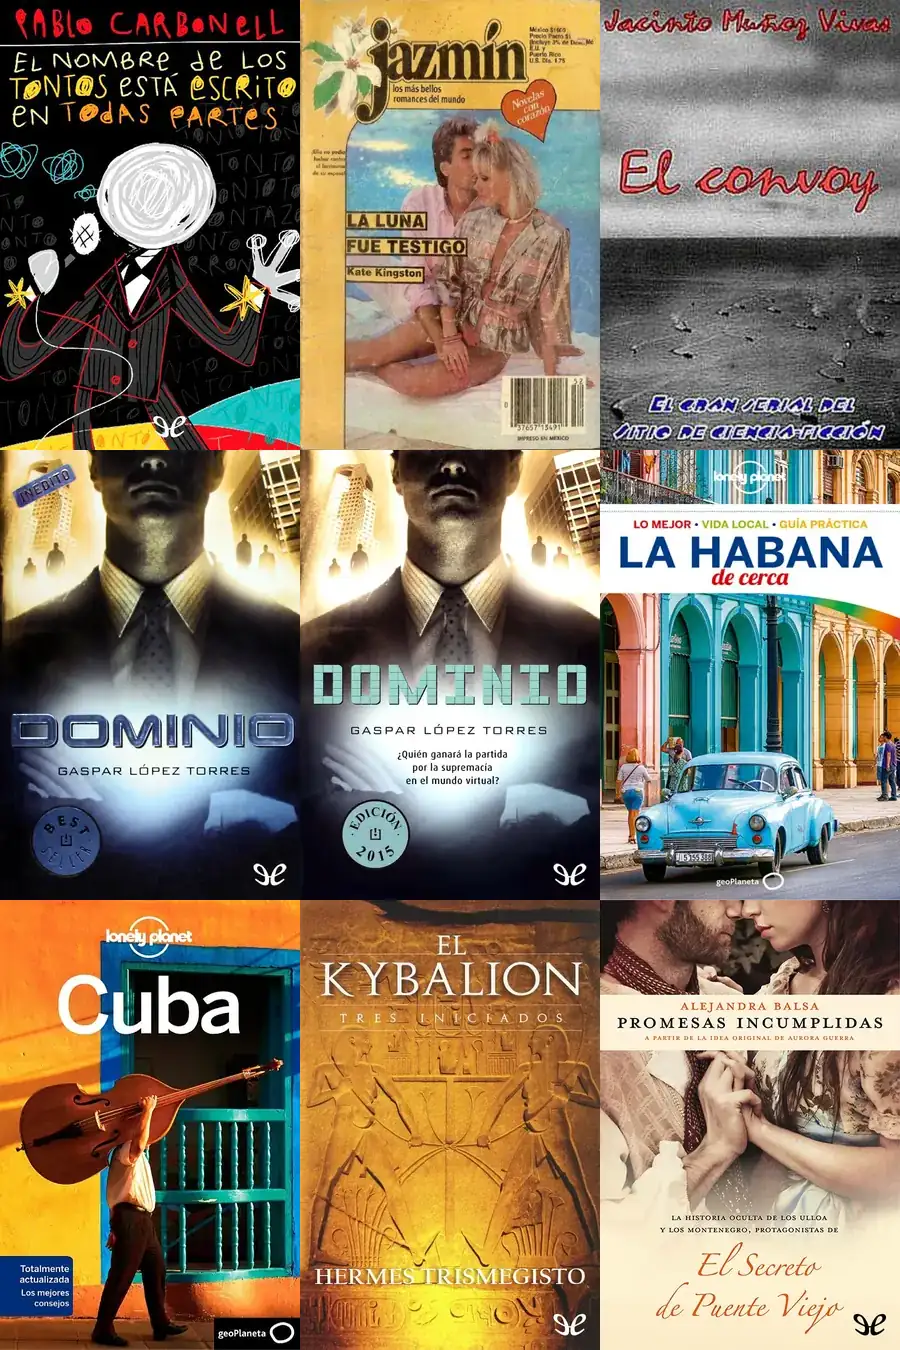 PABLO CARBONELL
EL NOMBRE DE LOS
TONTOS ESTÁ ESCRITO
EN TODAS PARTES
jazmín
los más bellos
romances del mundo
Novelas
con
corazón
LA LUNA
FUE TESTIGO
Kate Kingston
IMPRESO EN MEXICO
Jacinto Muñoz Vivas
El convoy
EL GRAN SERIAL DEL
SITIO DE CIENCIA-FICCIÓN
INÉDITO
DOMINIO
GASPAR LÓPEZ TORRES
BEST
SELLER
DOMINIO
GASPAR LÓPEZ TORRES
¿Quién ganará la partida
por la supremacía
en el mundo virtual?
EDICIÓN
2015
lonely planet
LO MEJOR • VIDA LOCAL • GUÍA PRÁCTICA
LA HABANA
de cerca
geoPlaneta
lonely planet
Cuba
Totalmente
actualizada
Los mejores
consejos
geoPlaneta
EL
KYBALION
TRES INICIADOS
HERMES TRISMEGISTO
ALEJANDRA BALSA
PROMESAS INCUMPLIDAS
A PARTIR DE LA IDEA ORIGINAL DE AURORA GUERRA
LA HISTORIA OCULTA DE LOS ULLOA
Y LOS MONTENEGRO, PROTAGONISTAS DE
El Secreto
de Puente Viejo